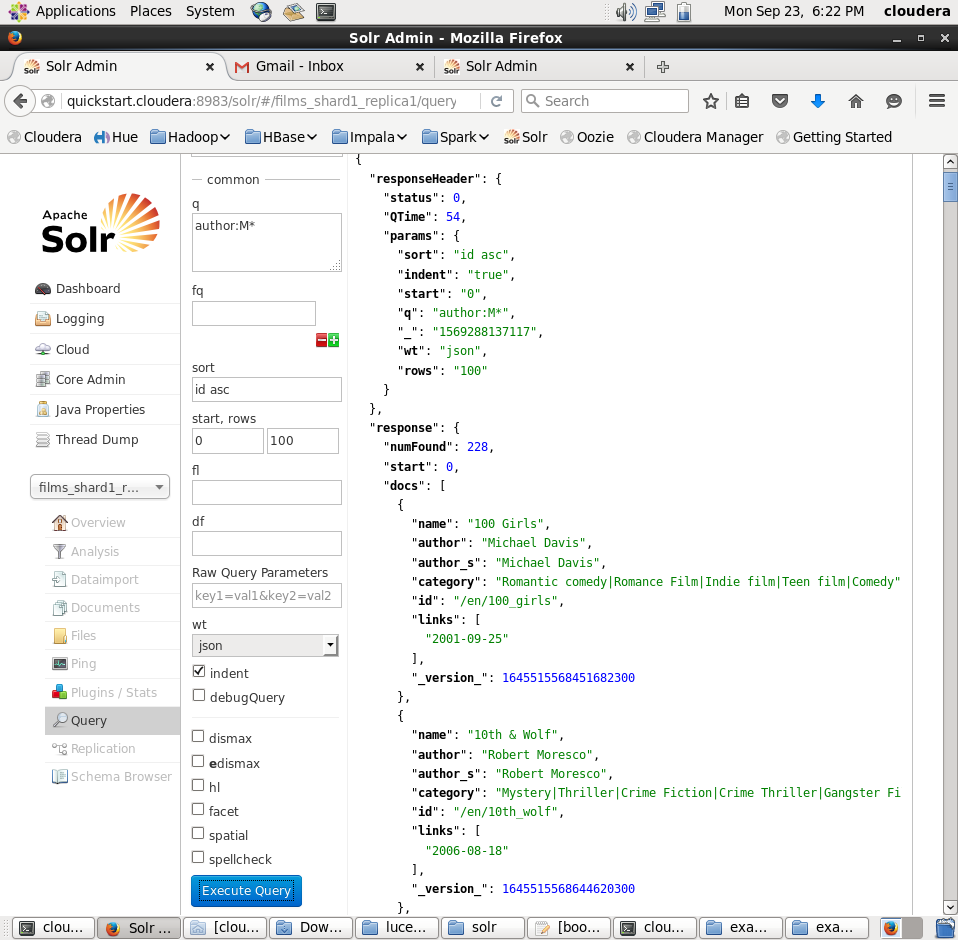 Applications Places System Mon Sep 23, 6:22 PM cloudera
Solr Admin - Mozilla Firefox
Solr Admin Gmail - Inbox Solr Admin
quickstart.cloudera:8983/solr/#/films_shard1_replica1/query Search
Cloudera Hue Hadoop HBase Impala Spark Solr Oozie Cloudera Manager Getting Started
Apache
Solr
Dashboard
Logging
Cloud
Core Admin
Java Properties
Thread Dump
films_shard1_r...
Overview
Analysis
Dataimport
Documents
Files
Ping
Plugins / Stats
Query
Replication
Schema Browser
common
q
author:M*
fq
sort
id asc
start, rows
0 100
fl
df
Raw Query Parameters
key1=val1&key2=val2
wt
json
indent
debugQuery
dismax
edismax
hl
facet
spatial
spellcheck
Execute Query
{
"responseHeader": {
"status": 0,
"QTime": 54,
"params": {
"sort": "id asc",
"indent": "true",
"start": "0",
"q": "author:M*",
"_": "1569288137117",
"wt": "json",
"rows": "100"
}
},
"response": {
"numFound": 228,
"start": 0,
"docs": [
{
"name": "100 Girls",
"author": "Michael Davis",
"author_s": "Michael Davis",
"category": "Romantic comedy|Romance Film|Indie film|Teen film|Comedy"
"id": "/en/100_girls",
"links": [
"2001-09-25"
],
"_version_": 1645515568451682300
},
{
"name": "10th & Wolf",
"author": "Robert Moresco",
"author_s": "Robert Moresco",
"category": "Mystery|Thriller|Crime Fiction|Crime Thriller|Gangster Fi
"id": "/en/10th_wolf",
"links": [
"2006-08-18"
],
"_version_": 1645515568644620300
},
clou... Solr ... [clou... Dow... luce... solr [boo... clou... exa... exa...